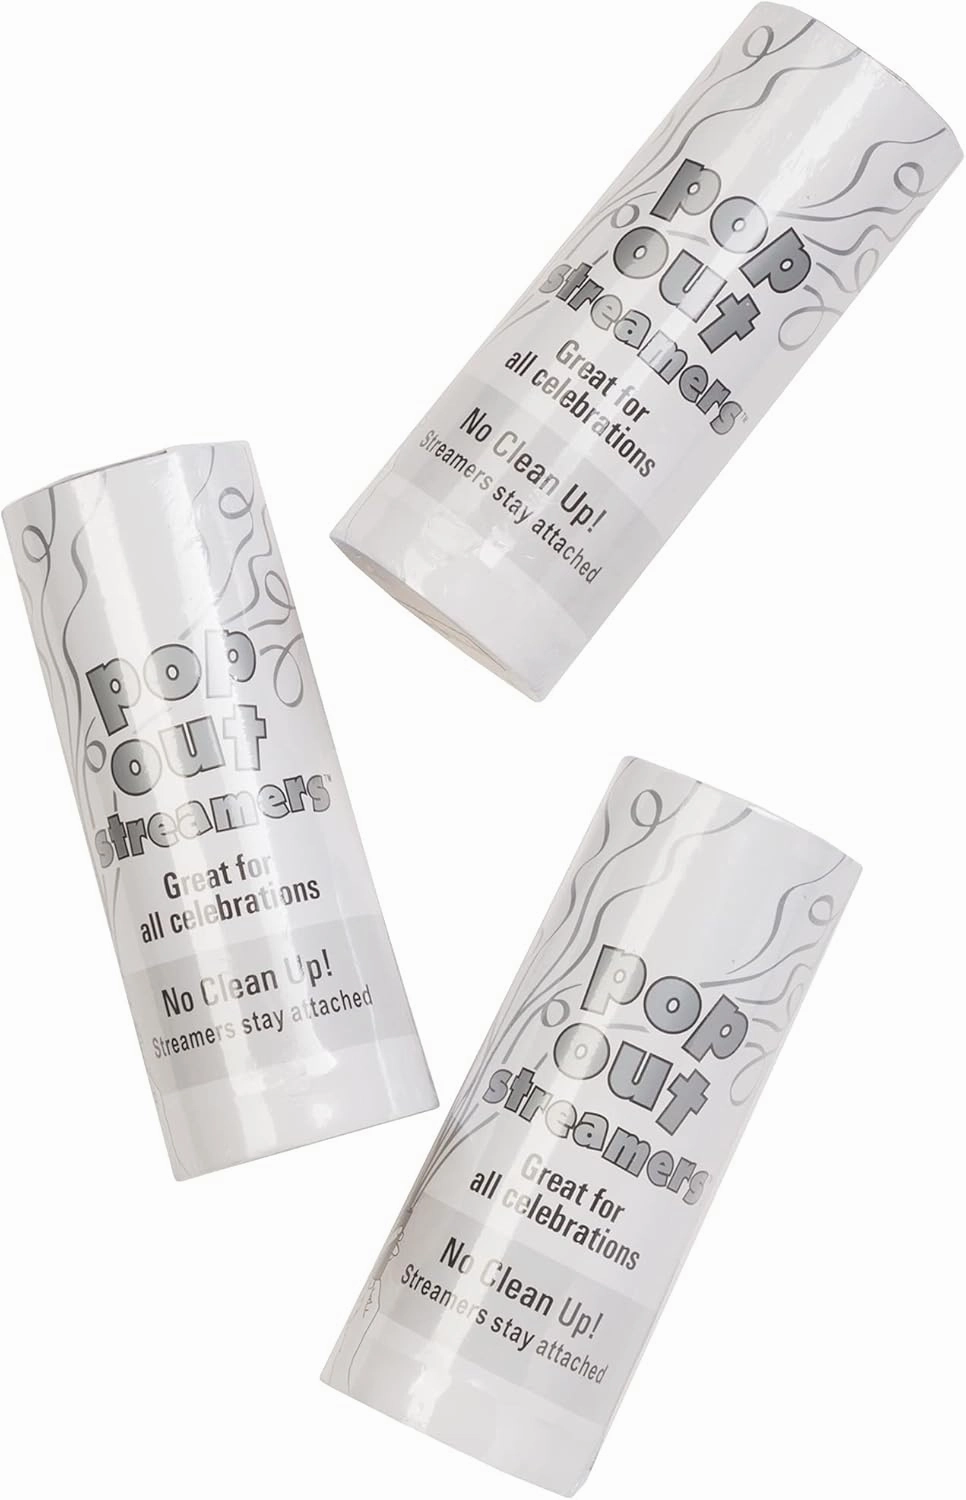 pop
out
streamers™
Great for
all celebrations
No Clean Up!
Streamers stay attached
pop
out
streamers™
Great for
all celebrations
No Clean Up!
Streamers stay attached
pop
out
streamers
Great for
all celebrations
No Clean Up!
Streamers stay attached